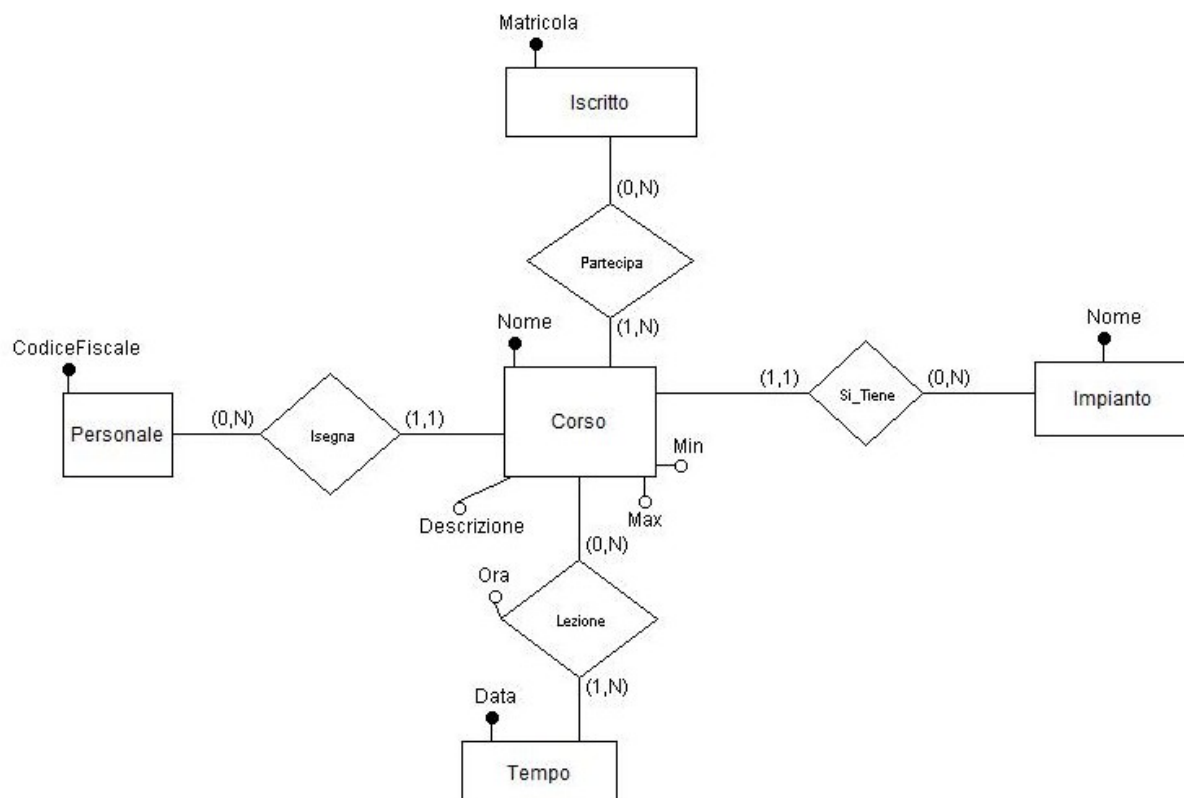 Matricola
Iscritto
(0,N)
Partecipa
(1,N)
Nome
Nome
CodiceFiscale
(1,1)
(0,N)
Si_Tiene
Impianto
(0,N)
(1,1)
Personale
Isegna
Corso
Min
Max
Descrizione
(0,N)
Ora
Lezione
(1,N)
Data
Tempo